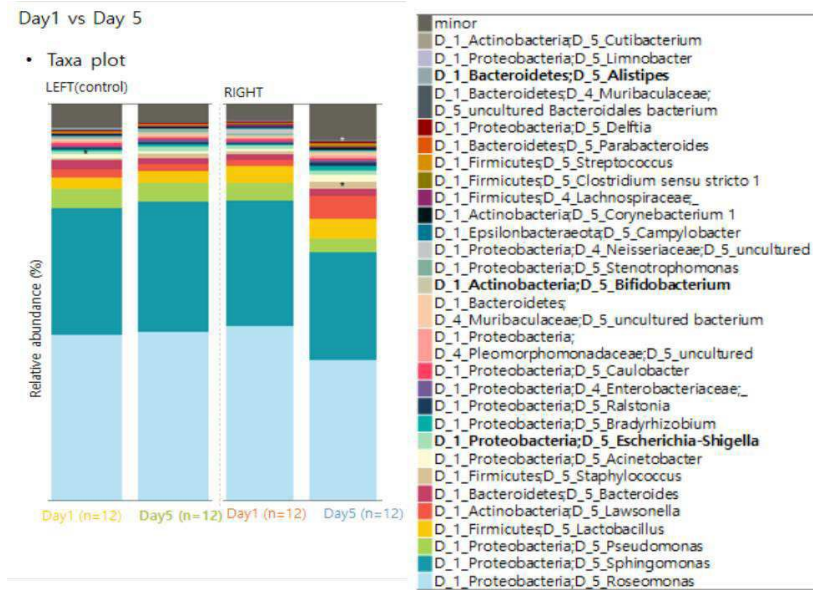 Day1 vs Day 5
• Taxa plot
LEFT(control)
RIGHT
Relative abundance (%)
*
*
*
Day1 (n=12)
Day5 (n=12)
Day1 (n=12)
Day5 (n=12)
minor
D_1_Actinobacteria;D_5_Cutibacterium
D_1_Proteobacteria;D_5_Limnobacter
D_1_Bacteroidetes;D_5_Alistipes
D_1_Bacteroidetes;D_4_Muribaculaceae;
D_5_uncultured Bacteroidales bacterium
D_1_Proteobacteria;D_5_Delftia
D_1_Bacteroidetes;D_5_Parabacteroides
D_1_Firmicutes;D_5_Streptococcus
D_1_Firmicutes;D_5_Clostridium sensu stricto 1
D_1_Firmicutes;D_4_Lachnospiraceae;_
D_1_Actinobacteria;D_5_Corynebacterium 1
D_1_Epsilonbacteraeota;D_5_Campylobacter
D_1_Proteobacteria;D_4_Neisseriaceae;D_5_uncultured
D_1_Proteobacteria;D_5_Stenotrophomonas
D_1_Actinobacteria;D_5_Bifidobacterium
D_1_Bacteroidetes;
D_4_Muribaculaceae;D_5_uncultured bacterium
D_1_Proteobacteria;
D_4_Pleomorphomonadaceae;D_5_uncultured
D_1_Proteobacteria;D_5_Caulobacter
D_1_Proteobacteria;D_4_Enterobacteriaceae;_
D_1_Proteobacteria;D_5_Ralstonia
D_1_Proteobacteria;D_5_Bradyrhizobium
D_1_Proteobacteria;D_5_Escherichia-Shigella
D_1_Proteobacteria;D_5_Acinetobacter
D_1_Firmicutes;D_5_Staphylococcus
D_1_Bacteroidetes;D_5_Bacteroides
D_1_Actinobacteria;D_5_Lawsonella
D_1_Firmicutes;D_5_Lactobacillus
D_1_Proteobacteria;D_5_Pseudomonas
D_1_Proteobacteria;D_5_Sphingomonas
D_1_Proteobacteria;D_5_Roseomonas